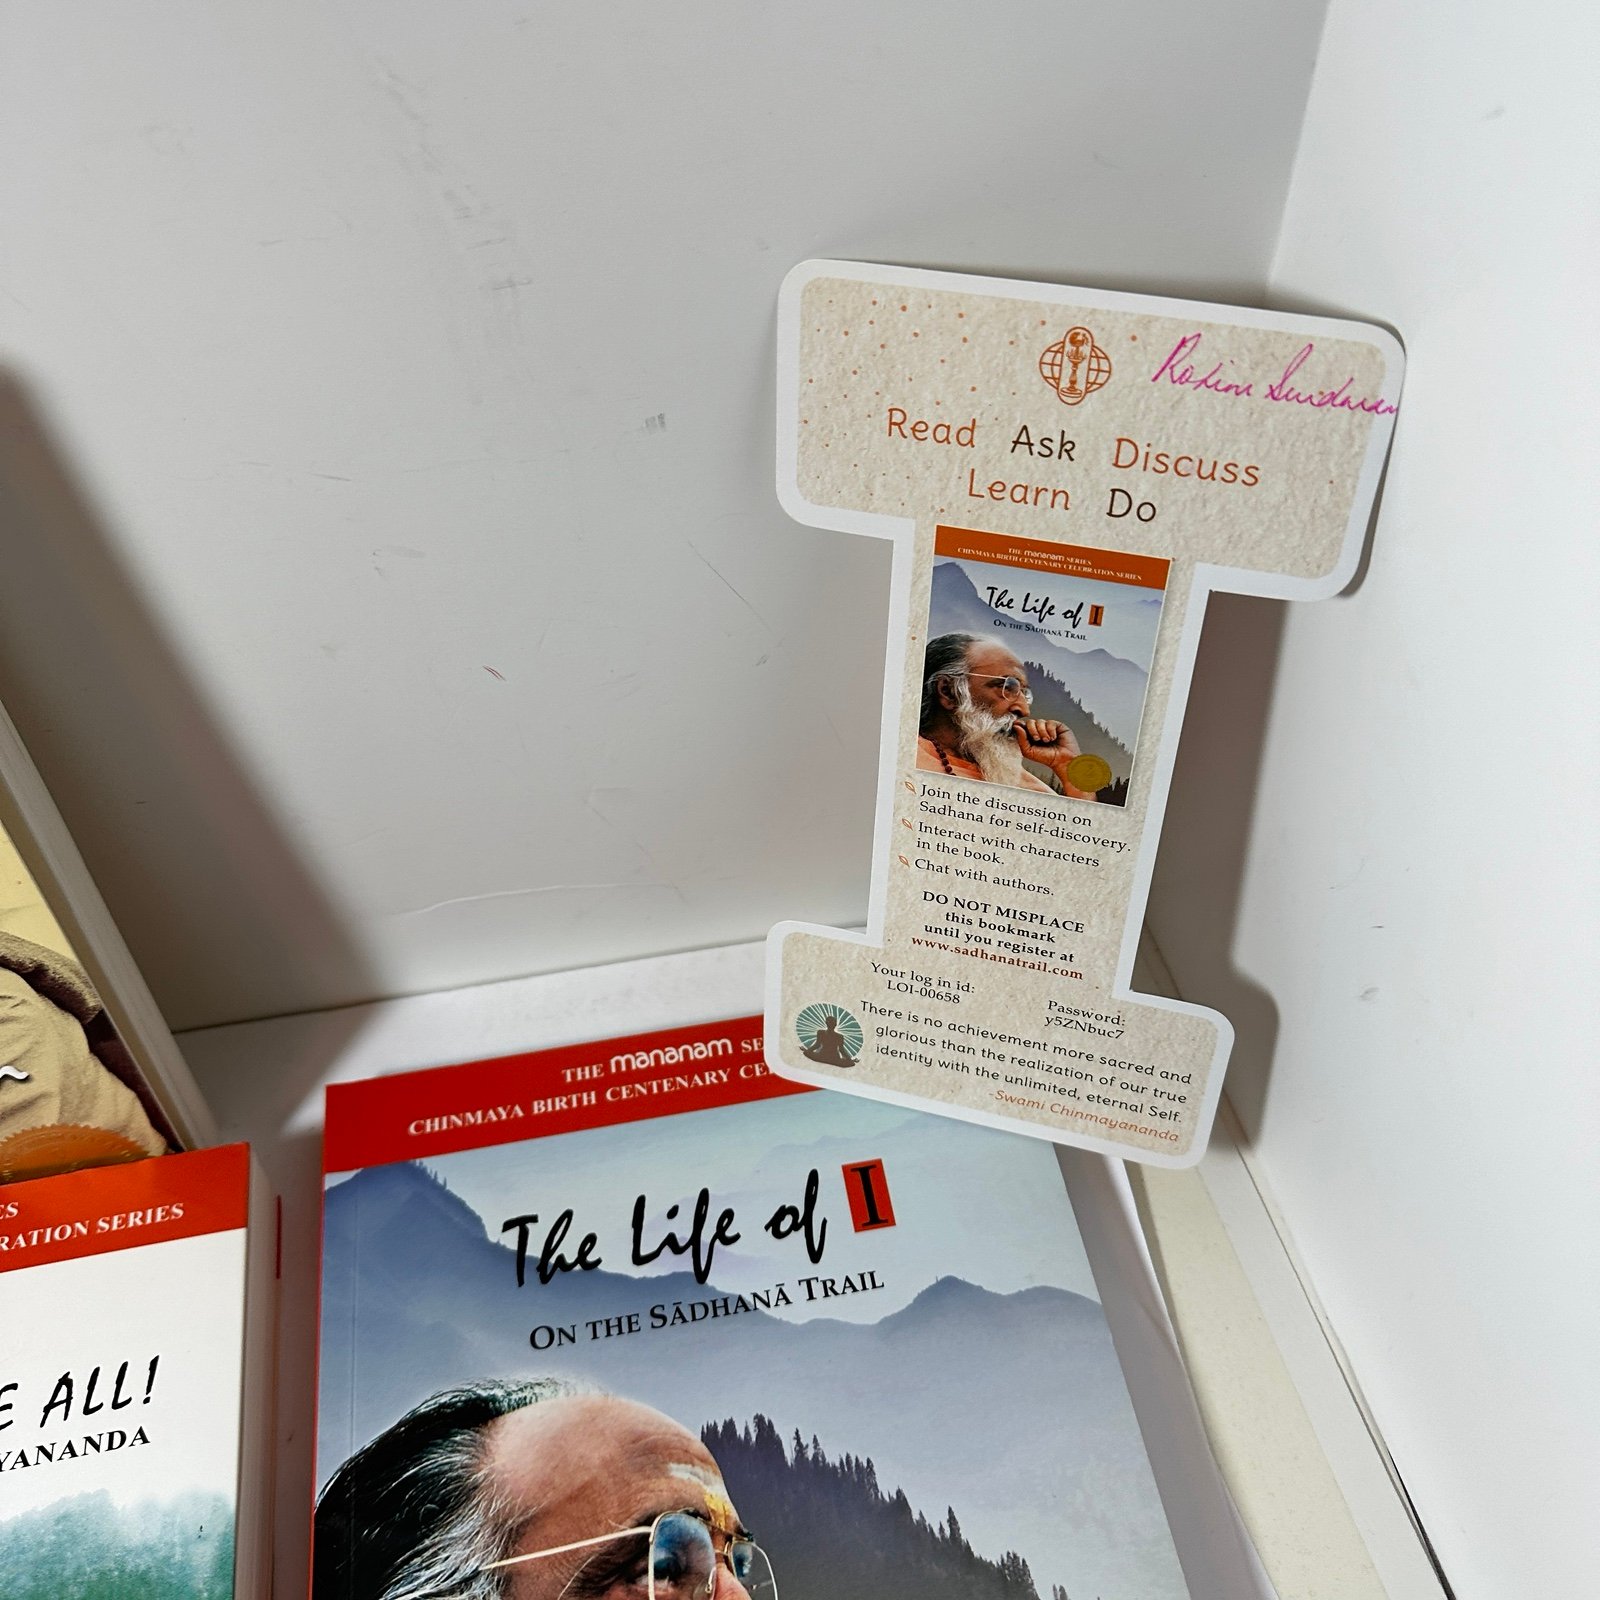 Rohini Sundaram
Read Ask Discuss
Learn Do
THE mananam SERIES
CHINMAYA BIRTH CENTENARY CELEBRATION SERIES
The Life of I
ON THE SĀDHANĀ TRAIL
Join the discussion on
Sadhana for self-discovery.
Interact with characters
in the book.
Chat with authors.
DO NOT MISPLACE
this bookmark
until you register at
www.sadhanatrail.com
Your log in id:
LOI-00658
Password:
y5ZNbuc7
There is no achievement more sacred and
glorious than the realization of our true
identity with the unlimited, eternal Self.
-Swami Chinmayananda
THE mananam SE
CHINMAYA BIRTH CENTENARY CE
The Life of I
ON THE SĀDHANĀ TRAIL
ES
RATION SERIES
E ALL!
YANANDA